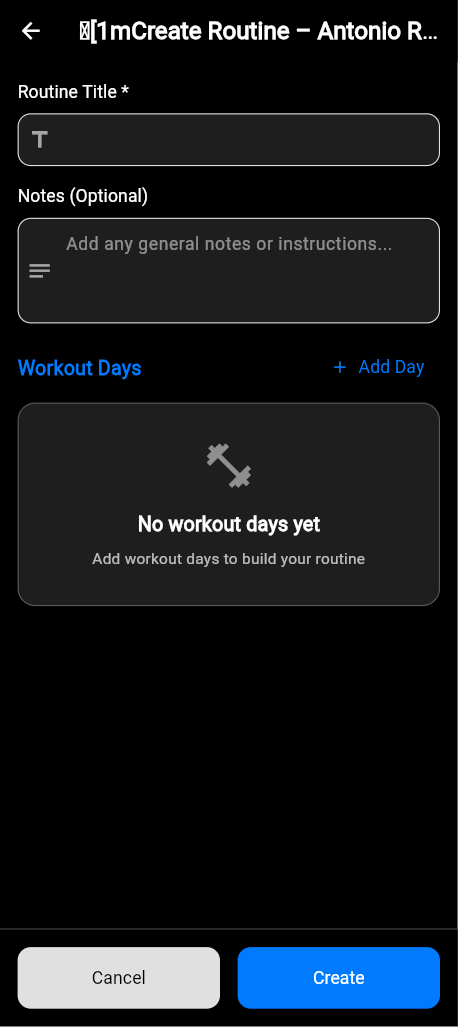 [1mCreate Routine – Antonio R...
Routine Title *
Notes (Optional)
Add any general notes or instructions...
Workout Days
+ Add Day
No workout days yet
Add workout days to build your routine
Cancel
Create